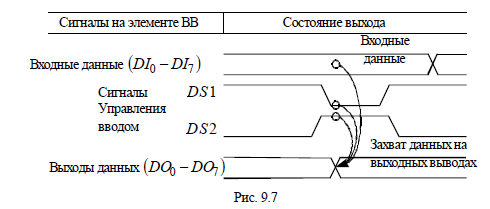 Сигналы на элементе ВВ Состояние выхода
Входные данные (DI0 – DI7)
Входные
данные
Сигналы
Управления
вводом
DS1
DS2
Захват данных на
выходных выводах
Выходы данных (DO0 – DO7)
Рис. 9.7